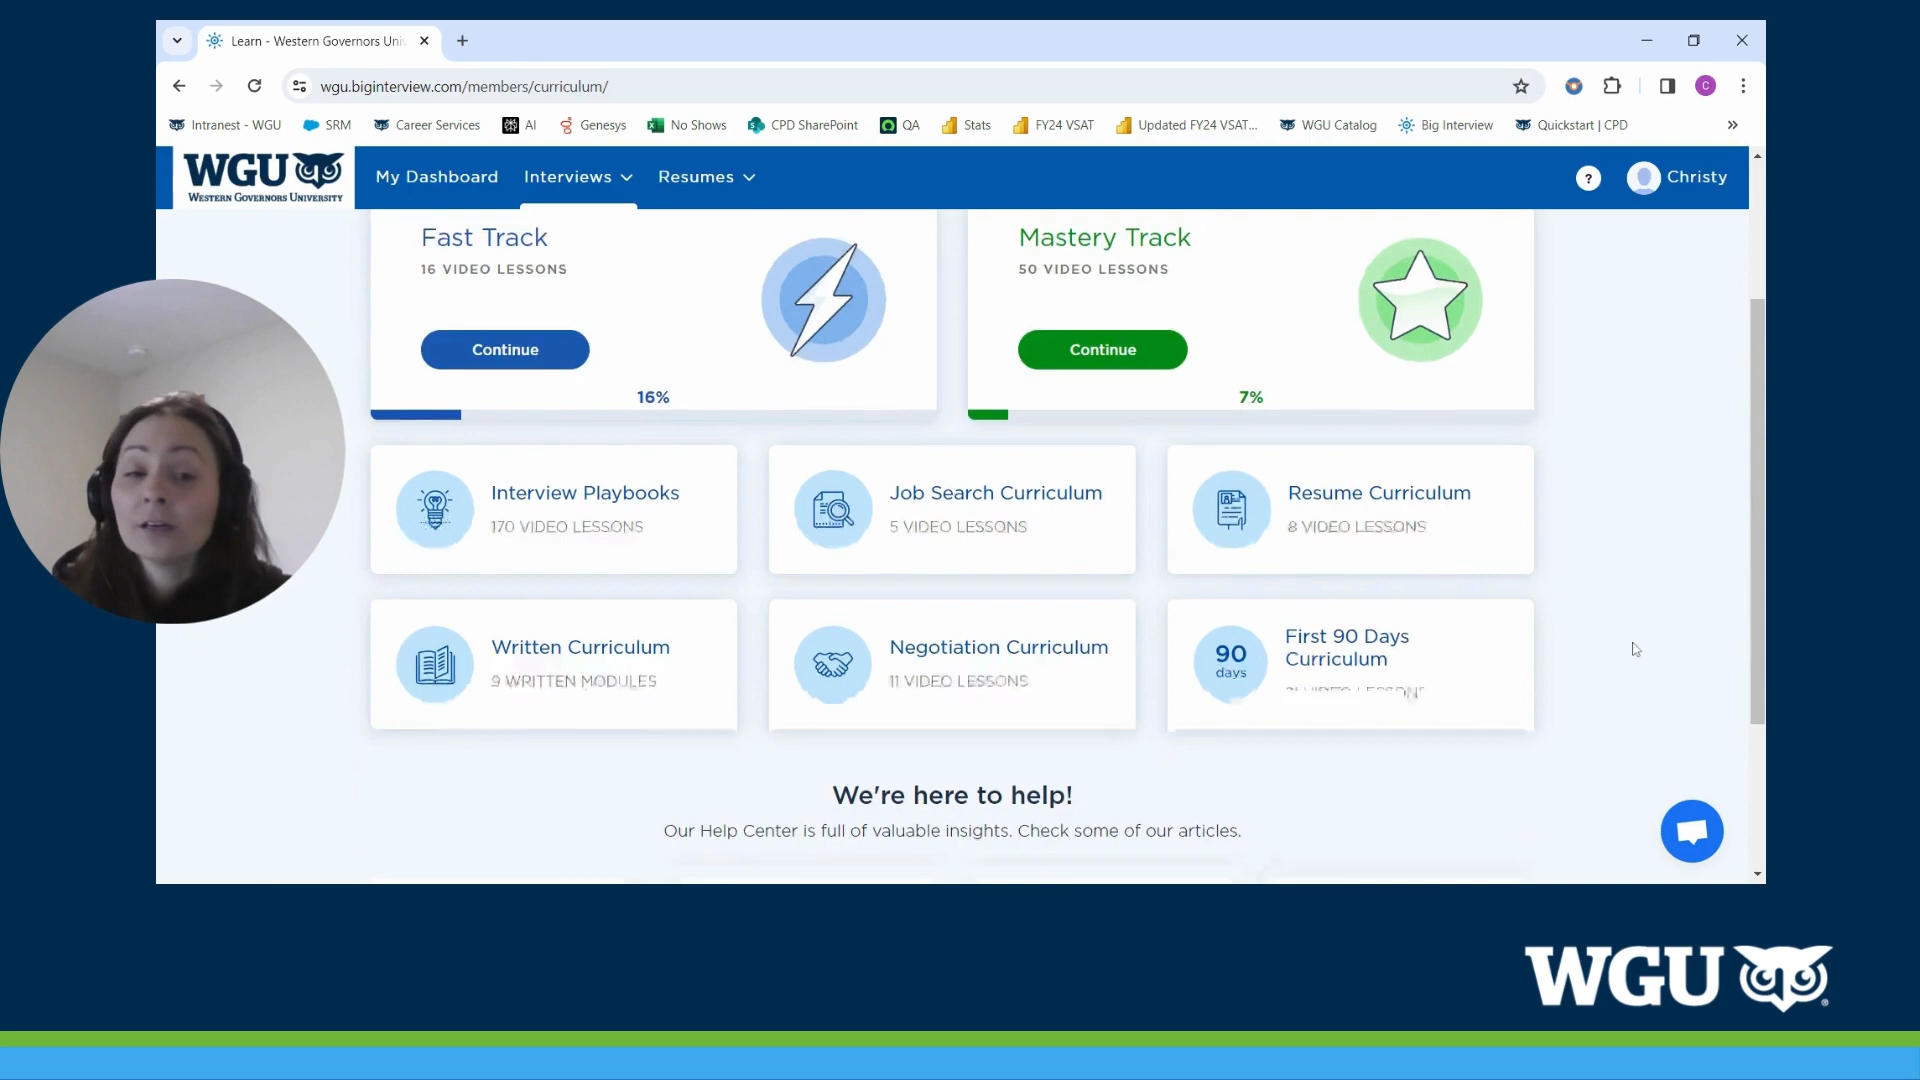 Learn - Western Governors Uni
wgu.biginterview.com/members/curriculum/
C
Intranest - WGU SRM Career Services AI Genesys No Shows CPD SharePoint QA Stats FY24 VSAT Updated FY24 VSAT... WGU Catalog Big Interview Quickstart | CPD
WGU
WESTERN GOVERNORS UNIVERSITY
My Dashboard Interviews Resumes ? Christy
Fast Track
16 VIDEO LESSONS
Continue
16%
Mastery Track
50 VIDEO LESSONS
Continue
7%
Interview Playbooks
170 VIDEO LESSONS
Job Search Curriculum
5 VIDEO LESSONS
Resume Curriculum
8 VIDEO LESSONS
Written Curriculum
9 WRITTEN MODULES
Negotiation Curriculum
11 VIDEO LESSONS
90
days
First 90 Days
Curriculum
We're here to help!
Our Help Center is full of valuable insights. Check some of our articles.
WGU